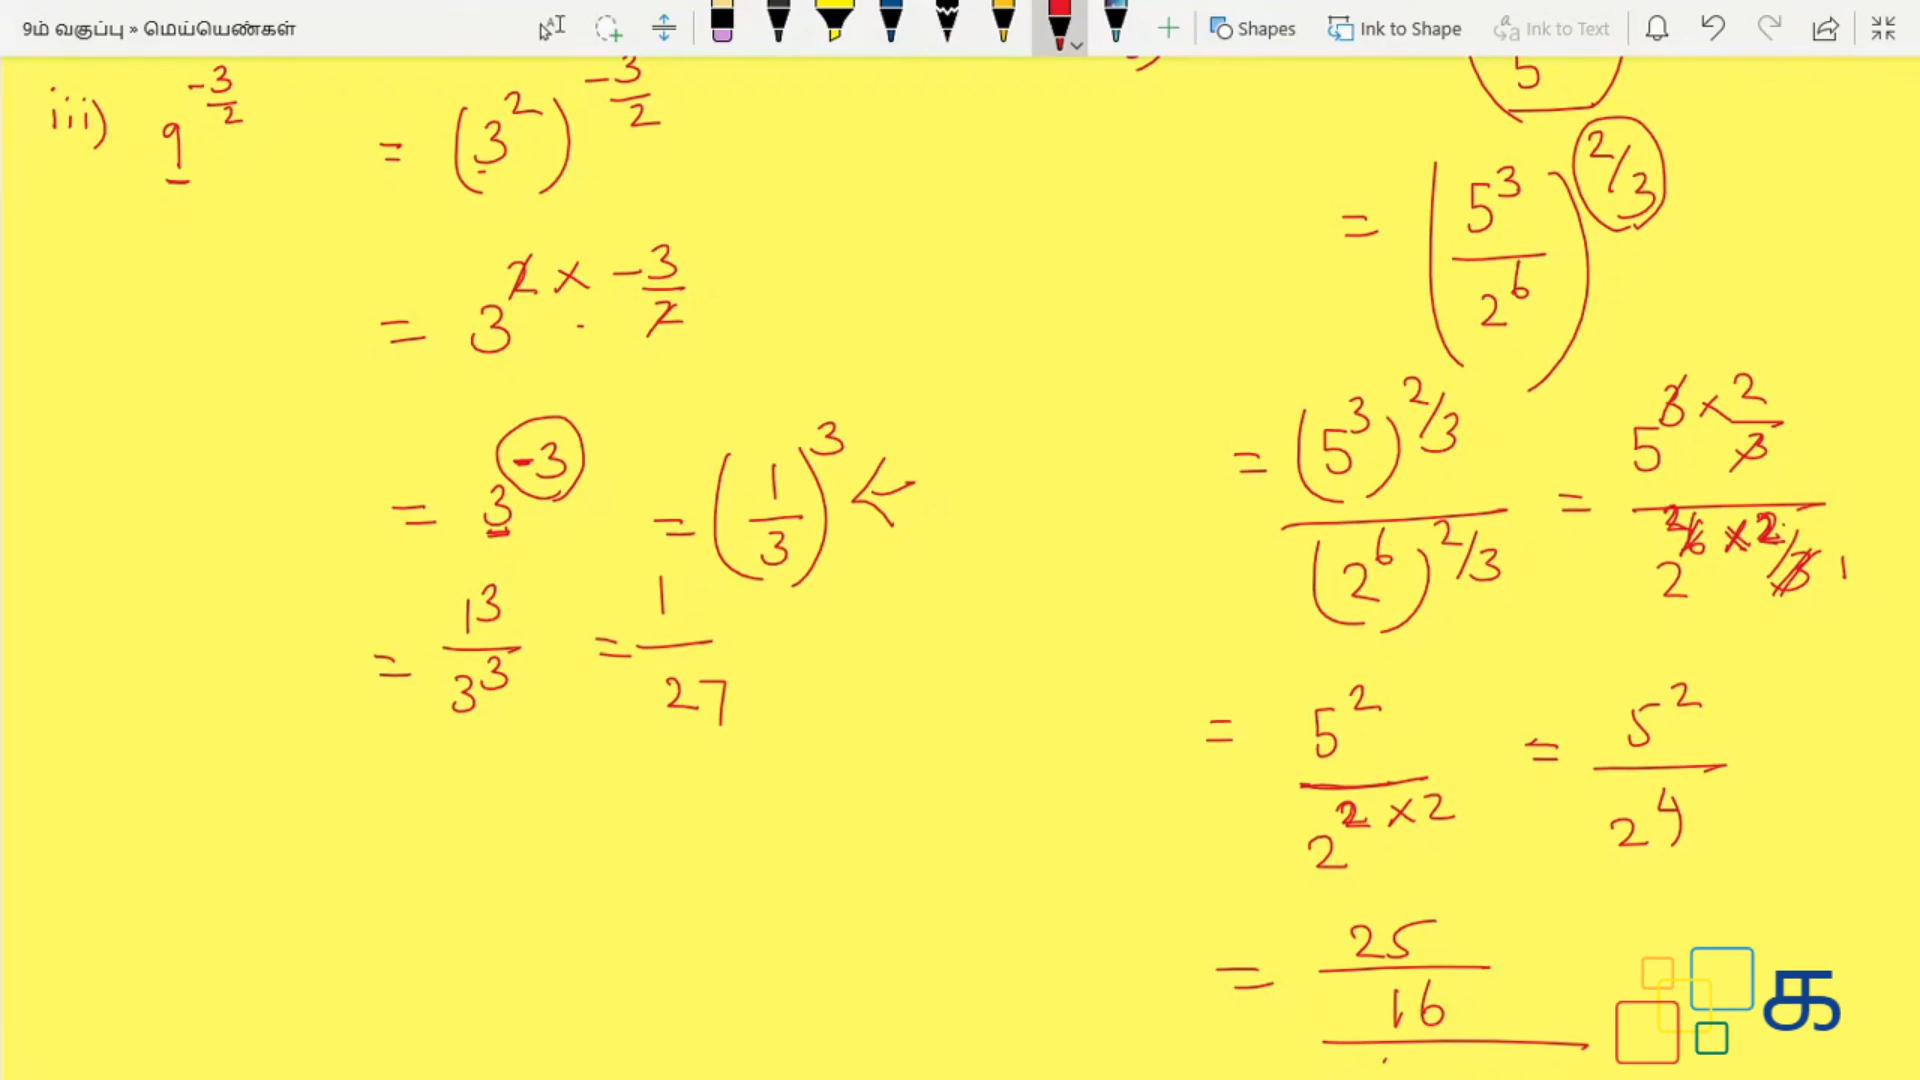 9ம் வகுப்பு » மெய்யெண்கள்
Shapes
Ink to Shape
Ink to Text
iii) 9^(-3/2) = (3^2)^(-3/2)
= 3^(2 × -3/2)
= 3^(-3) = (1/3)^3
= 1^3/3^3 = 1/27
5
= (5^3/2^6)^(2/3)
= (5^3)^(2/3)/(2^6)^(2/3) = 5^(3 × 2/3)/2^(6 × 2/3)
= 5^2/2^(2 × 2) = 5^2/2^4
= 25/16
க